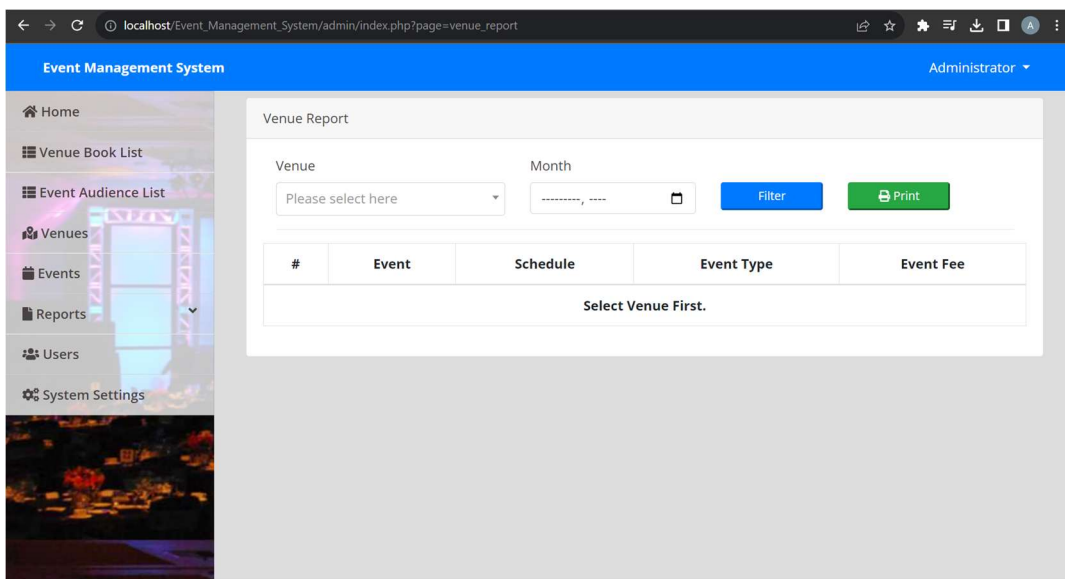 localhost/Event_Management_System/admin/index.php?page=venue_report
A
Event Management System
Administrator
Home
Venue Book List
Event Audience List
Venues
Events
Reports
Users
System Settings
Venue Report
Venue
Month
Please select here
---------, ----
Filter
Print
# Event Schedule Event Type Event Fee
Select Venue First.